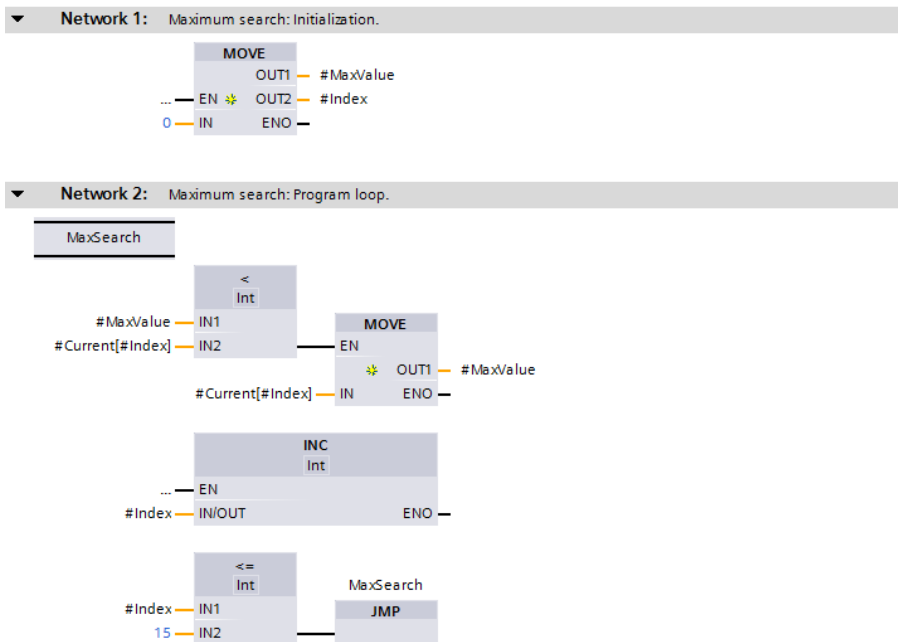 Network 1: Maximum search: Initialization.
MOVE
OUT1 #MaxValue
... EN OUT2 #Index
0 IN ENO
Network 2: Maximum search: Program loop.
MaxSearch
<
Int
#MaxValue IN1 MOVE
#Current[#Index] IN2 EN
OUT1 #MaxValue
#Current[#Index] IN ENO
INC
Int
... EN
#Index IN/OUT ENO
<=
Int MaxSearch
#Index IN1 JMP
15 IN2